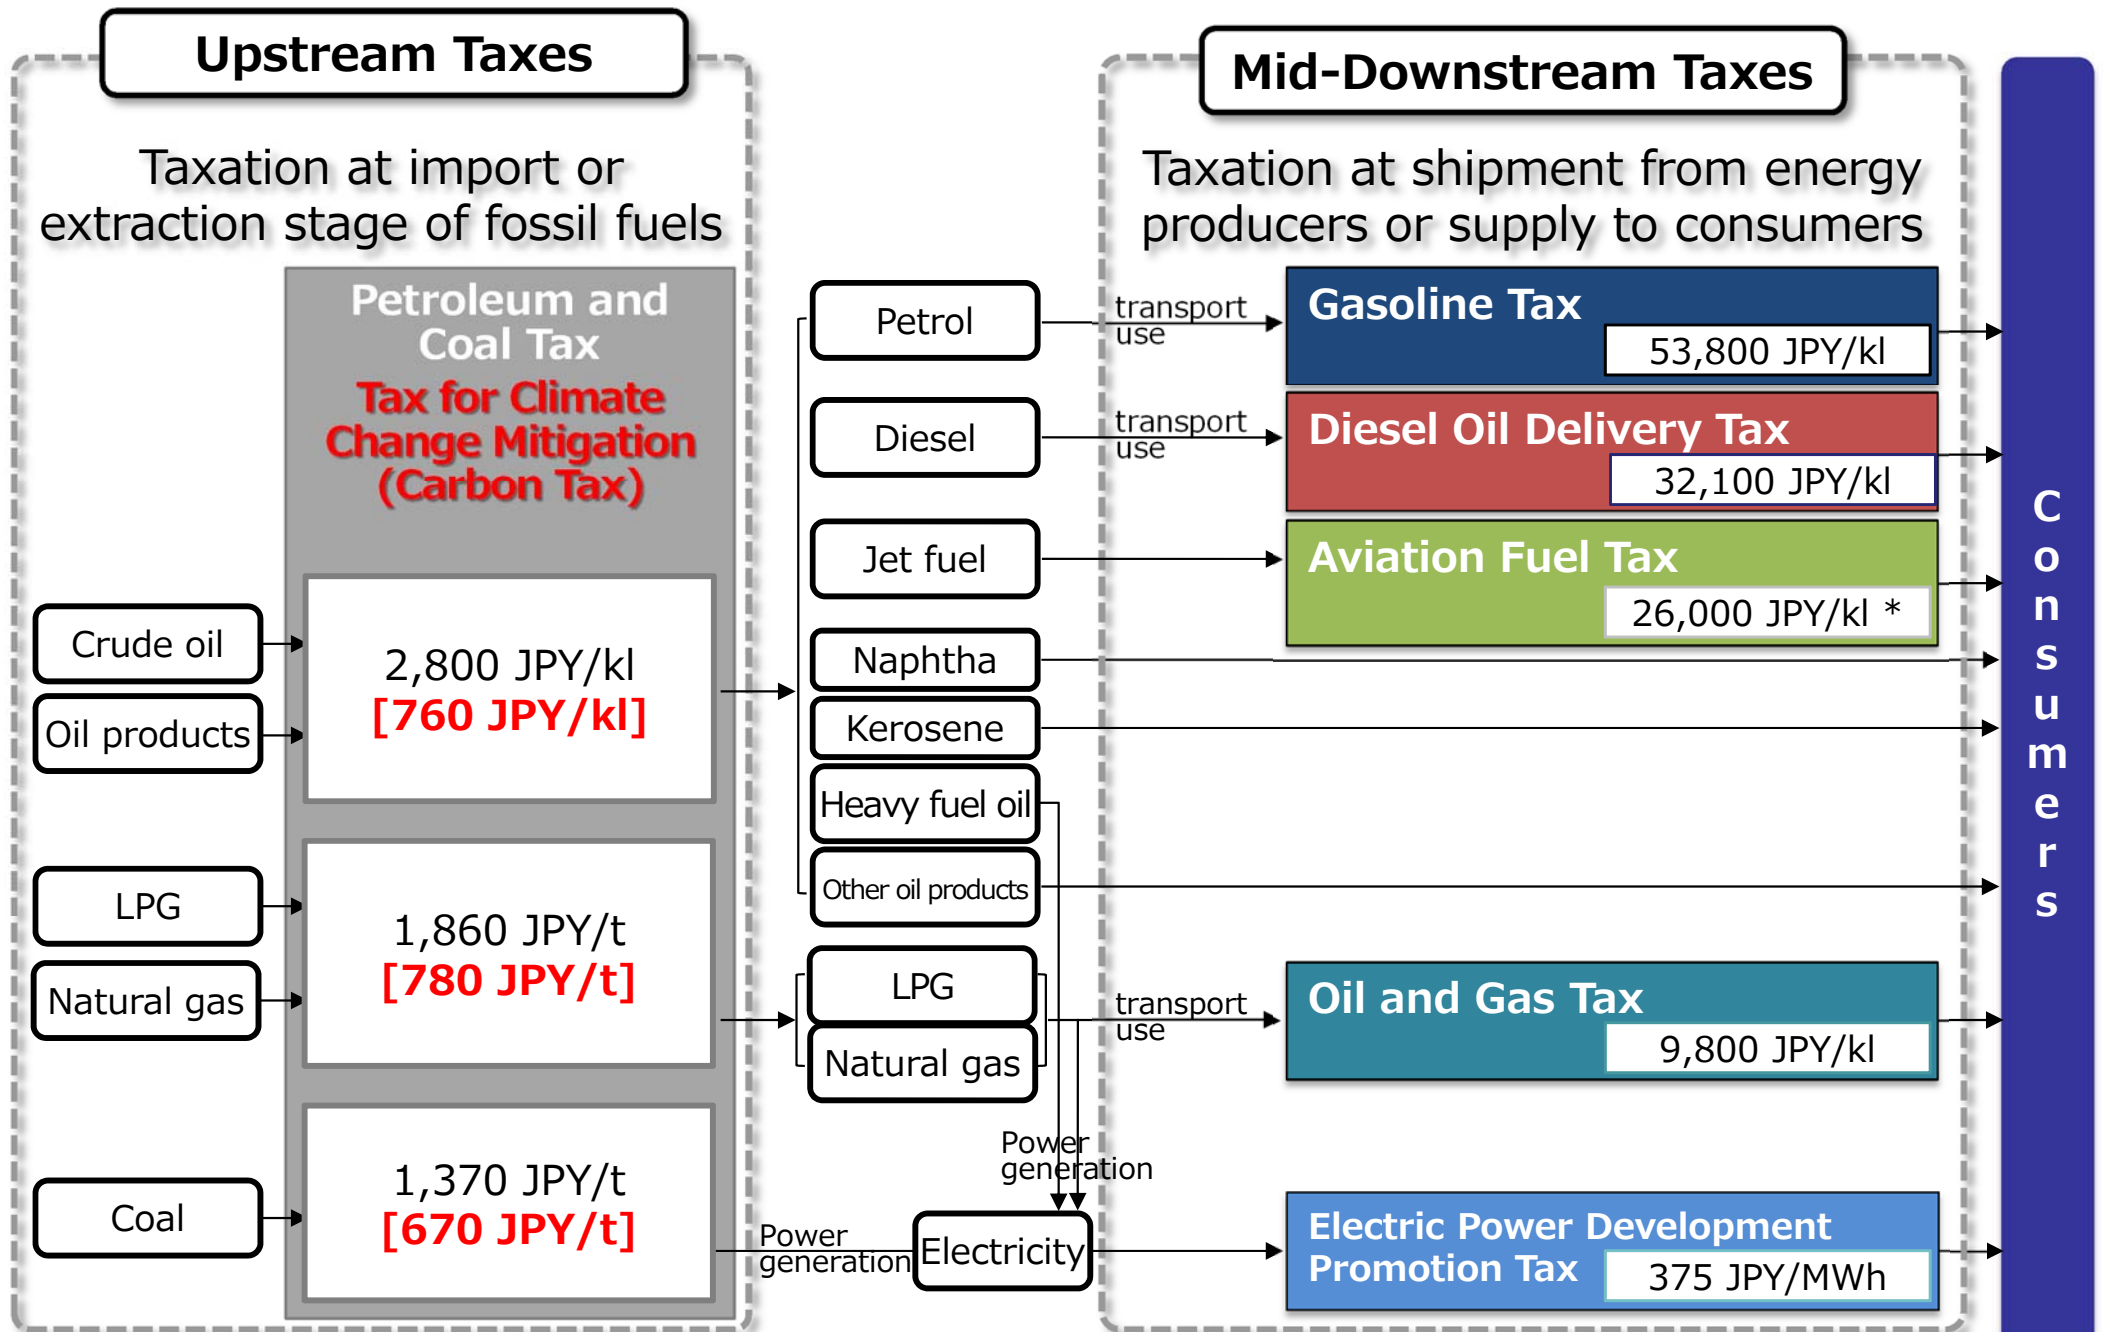 Upstream Taxes
Taxation at import or
extraction stage of fossil fuels
Petroleum and
Coal Tax
Tax for Climate
Change Mitigation
(Carbon Tax)
Crude oil
Oil products
2,800 JPY/kl
[760 JPY/kl]
LPG
Natural gas
1,860 JPY/t
[780 JPY/t]
Coal
1,370 JPY/t
[670 JPY/t]
Petrol
Diesel
Jet fuel
Naphtha
Kerosene
Heavy fuel oil
Other oil products
LPG
Natural gas
Power
generation
Power
generation
Electricity
Mid-Downstream Taxes
Taxation at shipment from energy
producers or supply to consumers
transport
use
Gasoline Tax
53,800 JPY/kl
transport
use
Diesel Oil Delivery Tax
32,100 JPY/kl
Aviation Fuel Tax
26,000 JPY/kl *
transport
use
Oil and Gas Tax
9,800 JPY/kl
Electric Power Development
Promotion Tax
375 JPY/MWh
Consumers